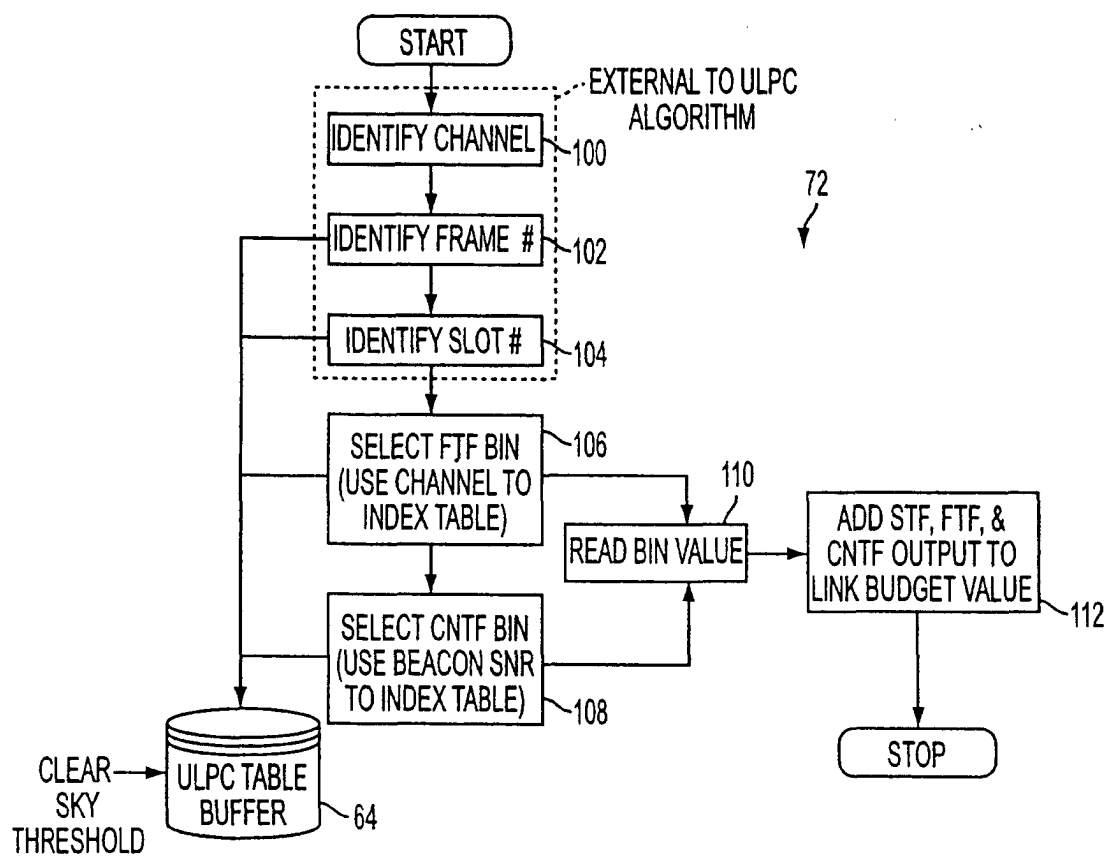 START
EXTERNAL TO ULPC
ALGORITHM
IDENTIFY CHANNEL
100
72
IDENTIFY FRAME #
102
IDENTIFY SLOT #
104
SELECT FTF BIN
(USE CHANNEL TO
INDEX TABLE)
106
110
READ BIN VALUE
ADD STF, FTF, &
CNTF OUTPUT TO
LINK BUDGET VALUE
112
SELECT CNTF BIN
(USE BEACON SNR
TO INDEX TABLE)
108
STOP
CLEAR
SKY
THRESHOLD
ULPC TABLE
BUFFER
64